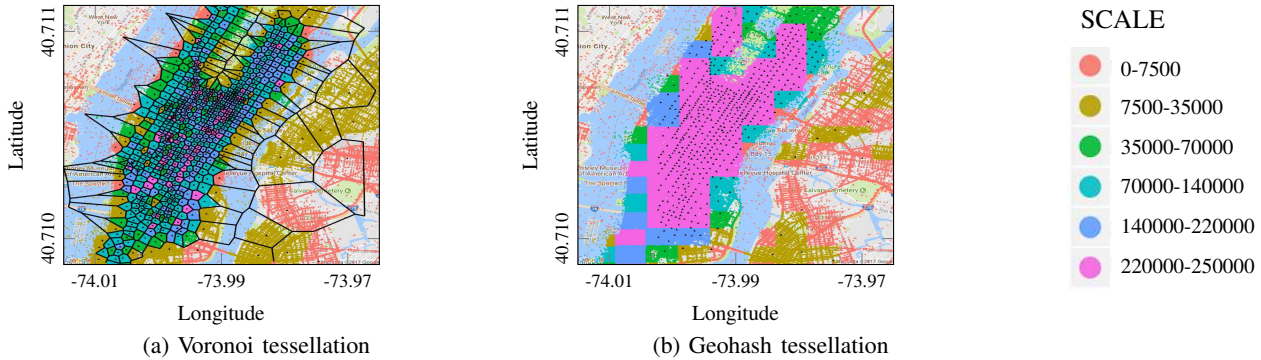 40.711
40.710
Latitude
-74.01
-73.99
-73.97
Longitude
(a) Voronoi tessellation
40.711
40.710
Latitude
-74.01
-73.99
-73.97
Longitude
(b) Geohash tessellation
SCALE
0-7500
7500-35000
35000-70000
70000-140000
140000-220000
220000-250000